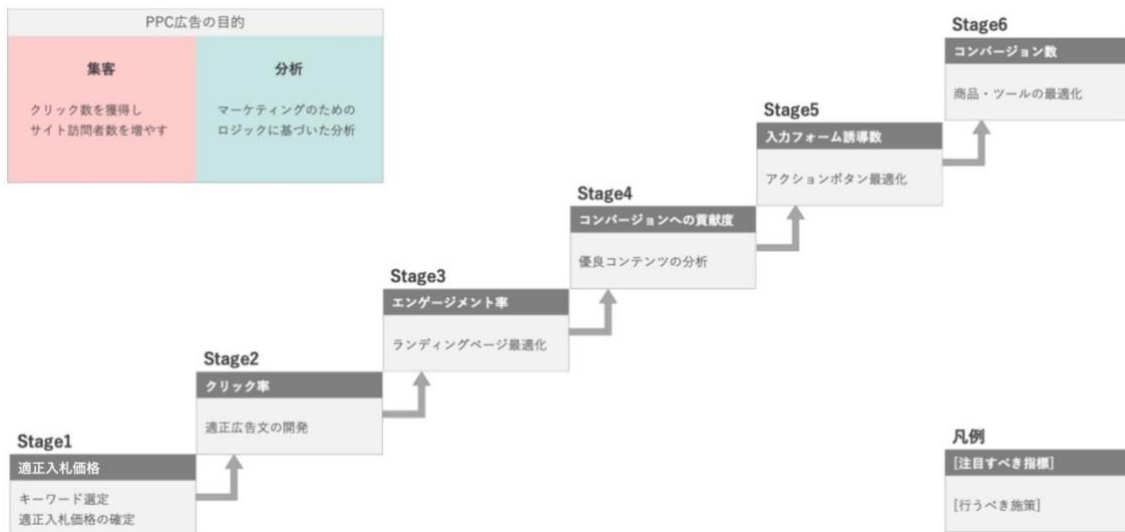 PPC広告の目的
集客
クリック数を獲得し
サイト訪問者数を増やす
分析
マーケティングのための
ロジックに基づいた分析
Stage1
適正入札価格
キーワード選定
適正入札価格の確定
Stage2
クリック率
適正広告文の開発
Stage3
エンゲージメント率
ランディングページ最適化
Stage4
コンバージョンへの貢献度
優良コンテンツの分析
Stage5
入力フォーム誘導数
アクションボタン最適化
Stage6
コンバージョン数
商品・ツールの最適化
凡例
[注目すべき指標]
[行うべき施策]